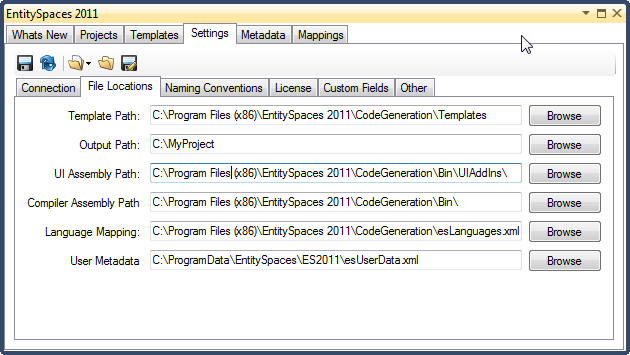 EntitySpaces 2011
Whats New Projects Templates Settings Metadata Mappings
Connection File Locations Naming Conventions License Custom Fields Other
Template Path: C:\Program Files (x86)\EntitySpaces 2011\CodeGeneration\Templates Browse
Output Path: C:\MyProject Browse
UI Assembly Path: C:\Program Files (x86)\EntitySpaces 2011\CodeGeneration\Bin\UIAddIns\ Browse
Compiler Assembly Path C:\Program Files (x86)\EntitySpaces 2011\CodeGeneration\Bin\ Browse
Language Mapping: C:\Program Files (x86)\EntitySpaces 2011\CodeGeneration\esLanguages.xml Browse
User Metadata C:\ProgramData\EntitySpaces\ES2011\esUserData.xml Browse